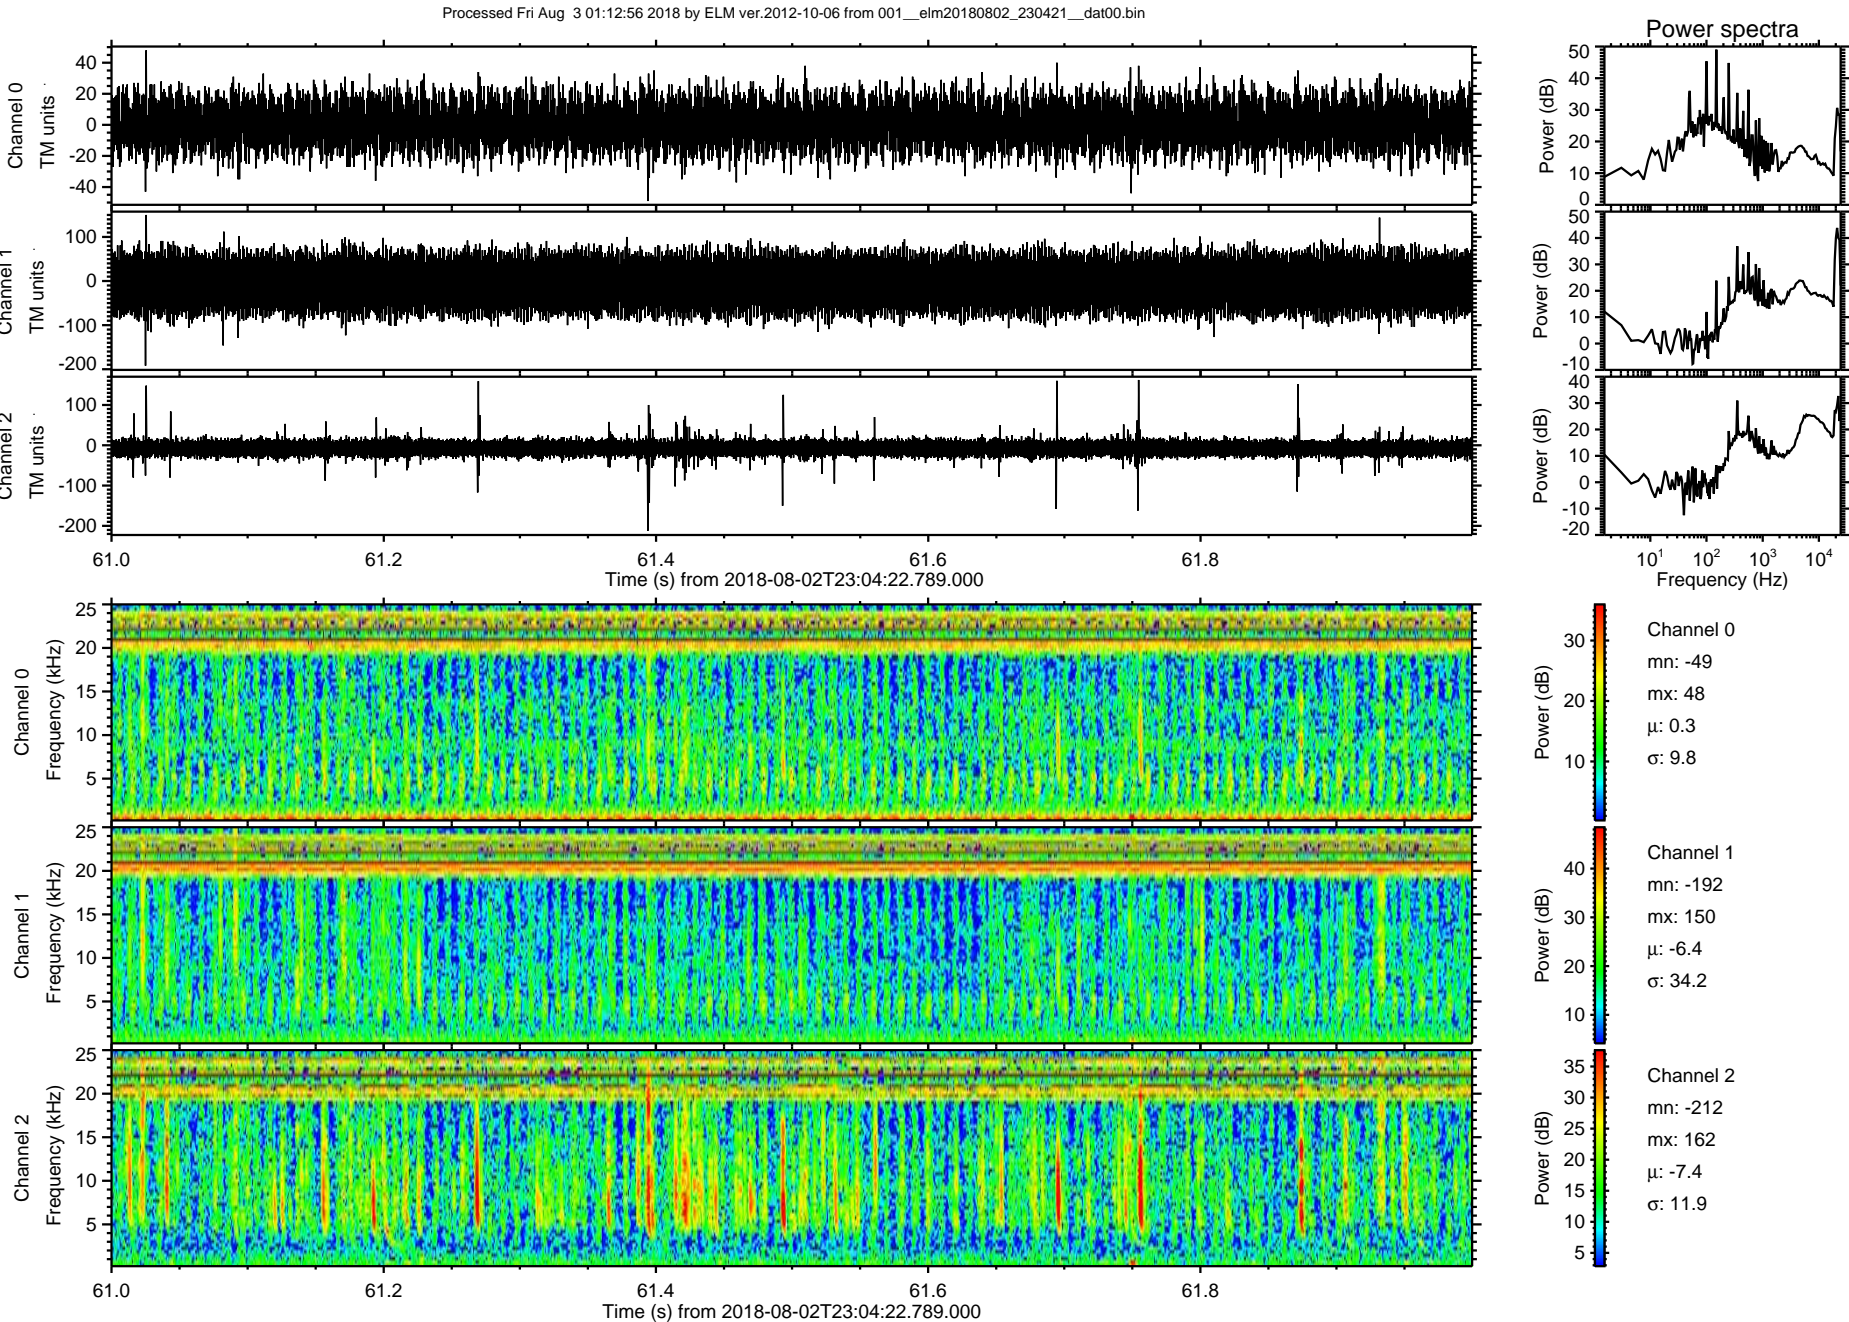 Processed Fri Aug  3 01:12:56 2018 by ELM ver.2012-10-06 from 001__elm20180802_230421__dat00.bin
Power spectra
Channel 0
TM units
40
20
0
-20
-40
Power (dB)
50
40
30
20
10
0
Channel 1
TM units
100
0
-100
-200
Power (dB)
50
40
30
20
10
0
-10
Channel 2
TM units
100
0
-100
-200
Power (dB)
40
30
20
10
0
-10
-20
61.0
61.2
61.4
61.6
61.8
Time (s) from 2018-08-02T23:04:22.789.000
10¹
10²
10³
10⁴
Frequency (Hz)
Channel 0
Frequency (kHz)
25
20
15
10
5
Power (dB)
30
20
10
Channel 0
mn: -49
mx: 48
μ: 0.3
σ: 9.8
Channel 1
Frequency (kHz)
25
20
15
10
5
Power (dB)
40
30
20
10
Channel 1
mn: -192
mx: 150
μ: -6.4
σ: 34.2
Channel 2
Frequency (kHz)
25
20
15
10
5
Power (dB)
35
30
25
20
15
10
5
Channel 2
mn: -212
mx: 162
μ: -7.4
σ: 11.9
61.0
61.2
61.4
61.6
61.8
Time (s) from 2018-08-02T23:04:22.789.000